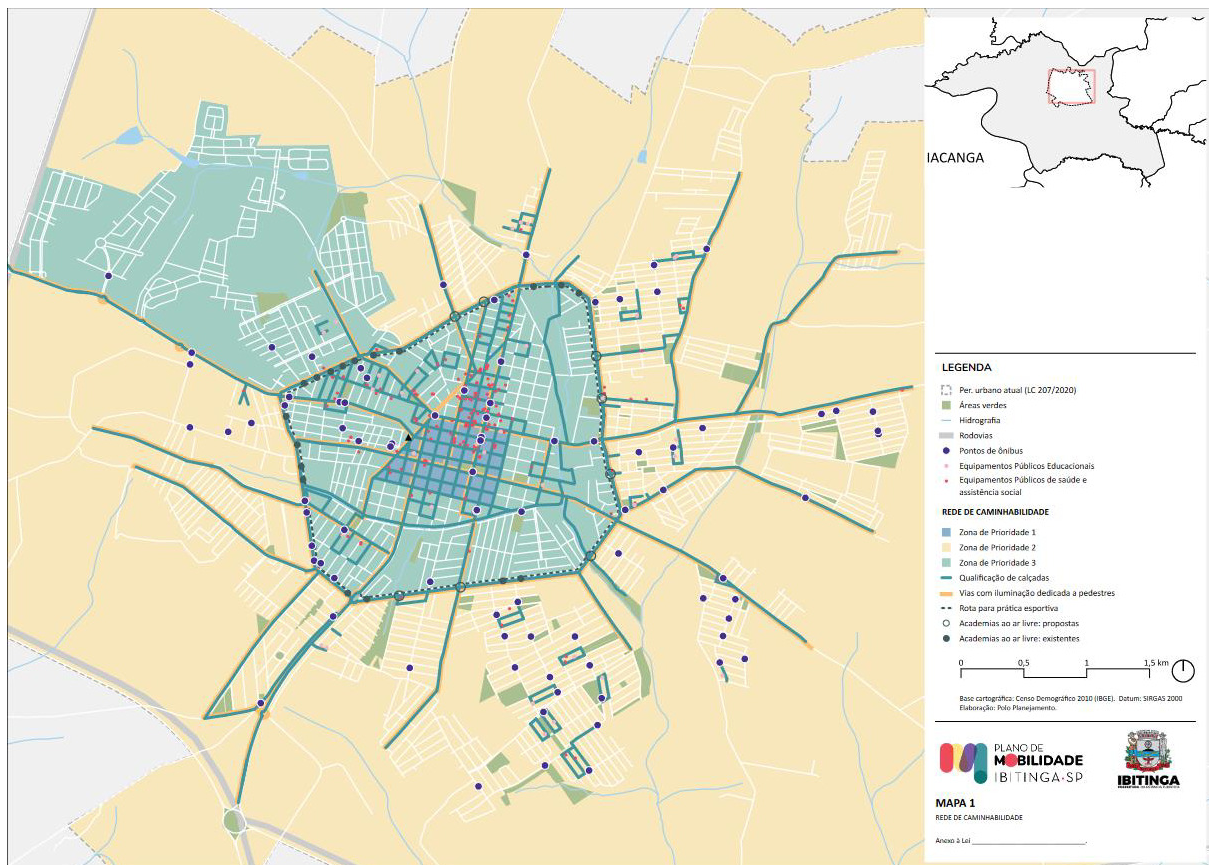 IACANGA
LEGENDA
Per. urbano atual (LC 207/2020)
Áreas verdes
Hidrografia
Rodovias
Pontos de ônibus
Equipamentos Públicos Educacionais
Equipamentos Públicos de saúde e
assistência social
REDE DE CAMINHABILIDADE
Zona de Prioridade 1
Zona de Prioridade 2
Zona de Prioridade 3
Qualificação de calçadas
Vias com iluminação dedicada a pedestres
Rota para prática esportiva
Academias ao ar livre: propostas
Academias ao ar livre: existentes
0 0,5 1 1,5 km
Base cartográfica: Censo Demográfico 2010 (IBGE). Datum: SIRGAS 2000
Elaboração: Polo Planejamento.
PLANO DE
MOBILIDADE
IBITINGA·SP
IBITINGA
MAPA 1
REDE DE CAMINHABILIDADE
Anexo à Lei ______________________________.